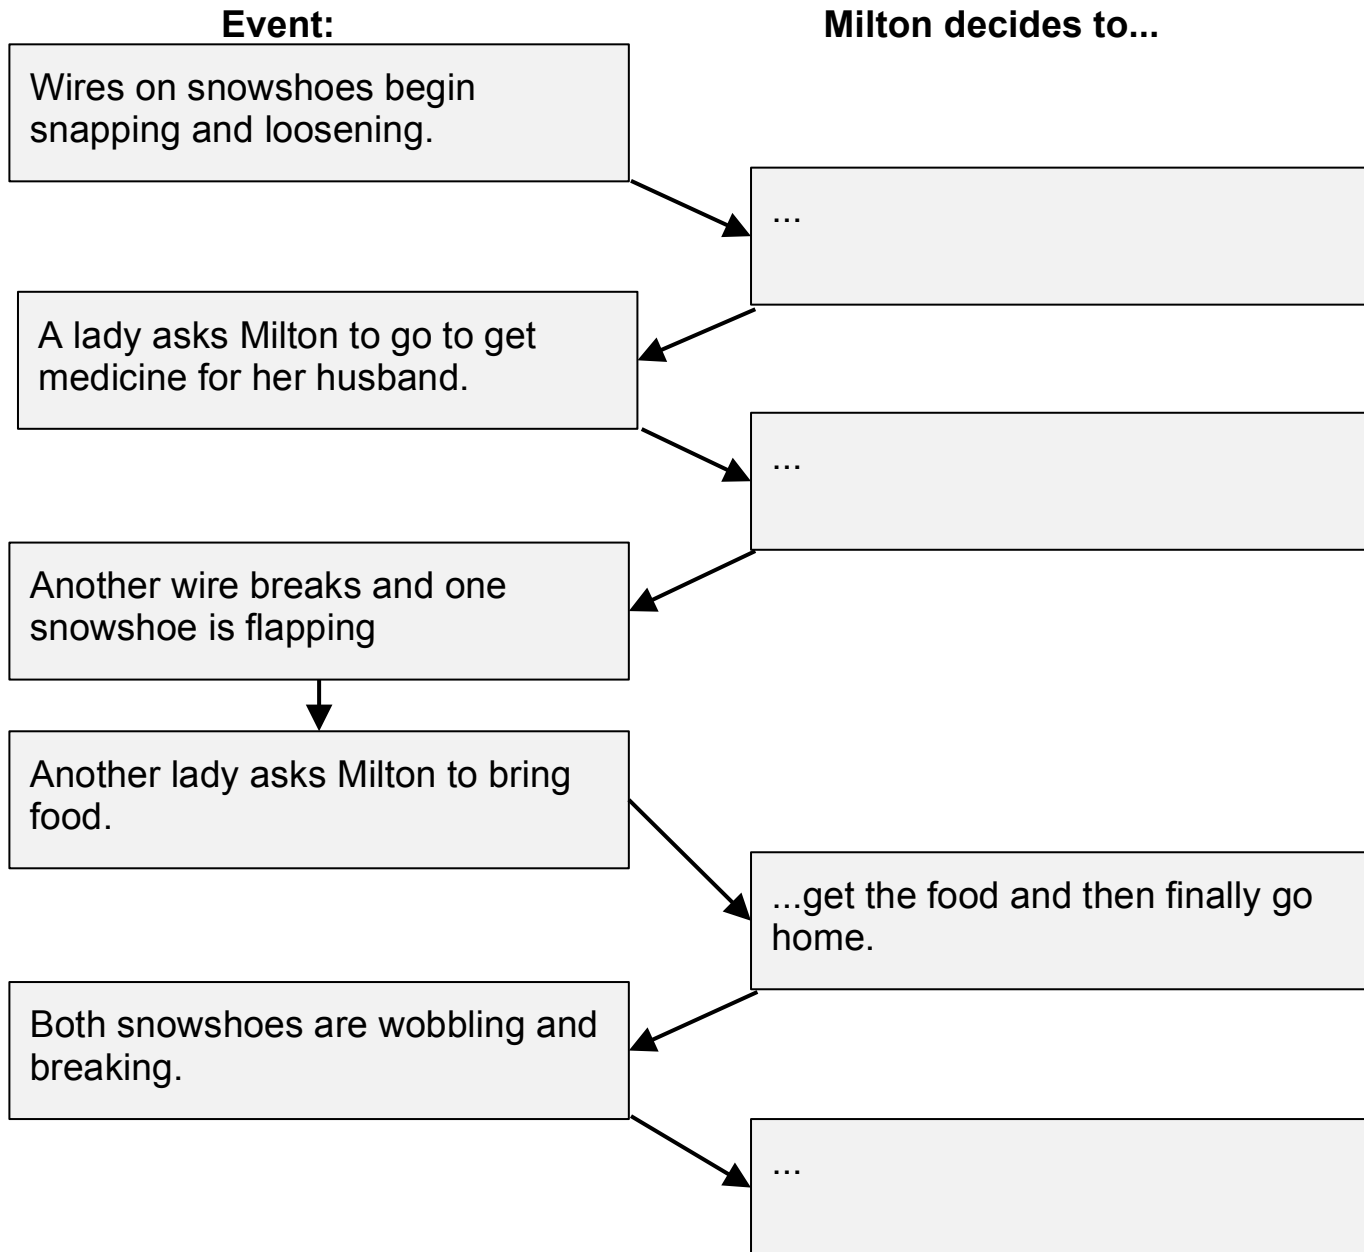 Event:
Milton decides to...
Wires on snowshoes begin
snapping and loosening.
...
A lady asks Milton to go to get
medicine for her husband.
...
Another wire breaks and one
snowshoe is flapping
Another lady asks Milton to bring
food.
...get the food and then finally go
home.
Both snowshoes are wobbling and
breaking.
...